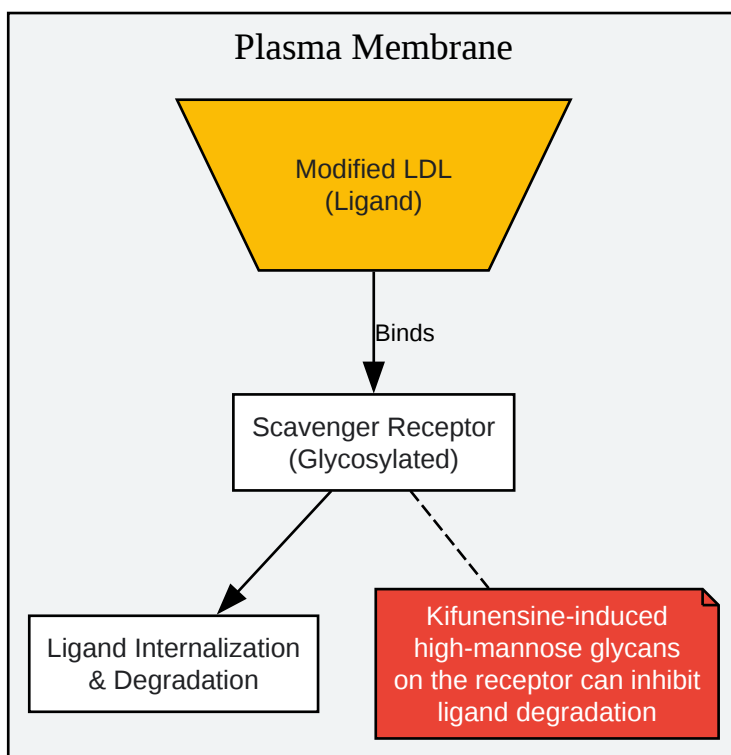 Plasma Membrane
Modified LDL
(Ligand)
Binds
Scavenger Receptor
(Glycosylated)
Ligand Internalization
& Degradation
Kifunensine-induced
high-mannose glycans
on the receptor can inhibit
ligand degradation